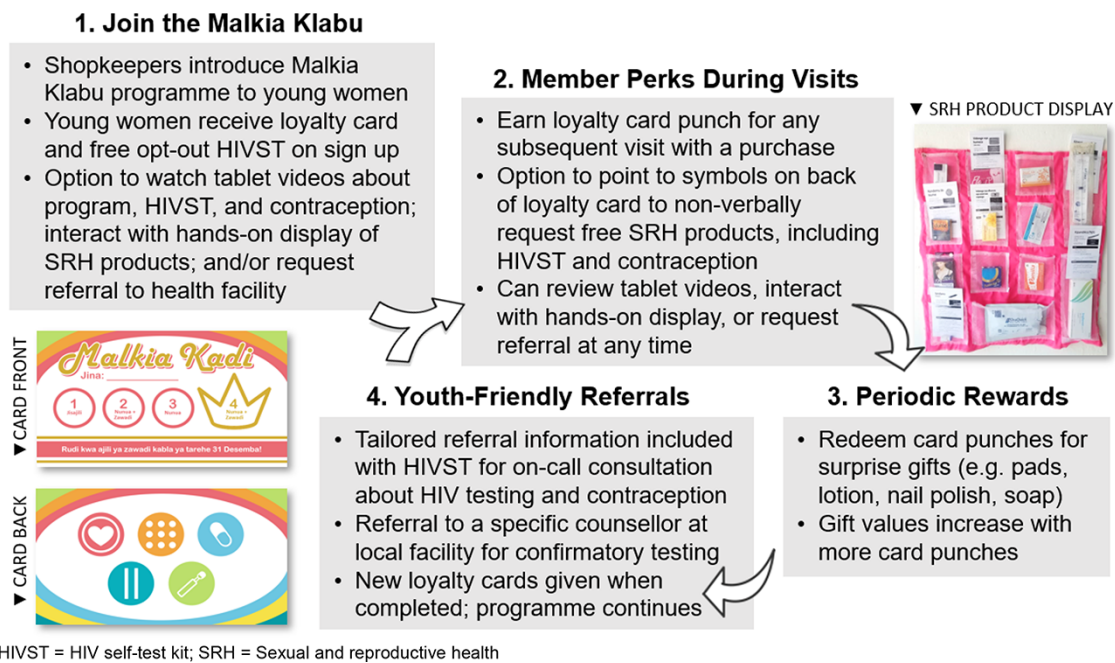 1. Join the Malkia Klabu
• Shopkeepers introduce Malkia
Klabu programme to young women
• Young women receive loyalty card
and free opt-out HIVST on sign up
• Option to watch tablet videos about
program, HIVST, and contraception;
interact with hands-on display of
SRH products; and/or request
referral to health facility
2. Member Perks During Visits
• Earn loyalty card punch for any
subsequent visit with a purchase
• Option to point to symbols on back
of loyalty card to non-verbally
request free SRH products, including
HIVST and contraception
• Can review tablet videos, interact
with hands-on display, or request
referral at any time
▼ SRH PRODUCT DISPLAY
3. Periodic Rewards
• Redeem card punches for
surprise gifts (e.g. pads,
lotion, nail polish, soap)
• Gift values increase with
more card punches
4. Youth-Friendly Referrals
• Tailored referral information included
with HIVST for on-call consultation
about HIV testing and contraception
• Referral to a specific counsellor at
local facility for confirmatory testing
• New loyalty cards given when
completed; programme continues
▼ CARD FRONT
Malkia Kadi
Jina:
1
2
Nunua +
Zawadi
3
Nunua
4
Nunua +
Zawadi
Rudi kwa ajili ya zawadi kabla ya tarehe 31 Desemba!
▼ CARD BACK
HIVST = HIV self-test kit; SRH = Sexual and reproductive health